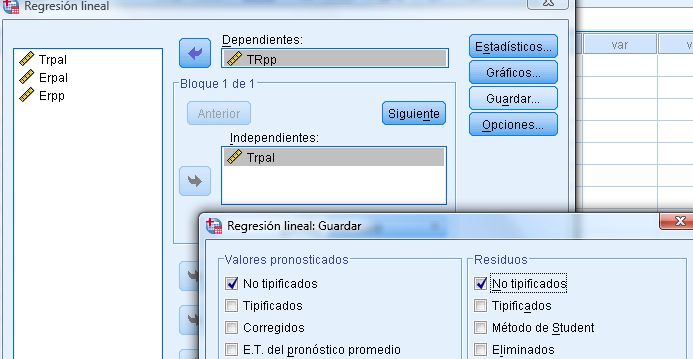 Regresión lineal
Trpal
Erpal
Erpp
Dependientes:
TRpp
Bloque 1 de 1
Anterior
Siguiente
Independientes:
Trpal
Estadísticos...
Gráficos...
Guardar...
Opciones...
var
Regresión lineal: Guardar
Valores pronosticados
No tipificados
Tipificados
Corregidos
E.T. del pronóstico promedio
Residuos
No tipificados
Tipificados
Método de Student
Eliminados